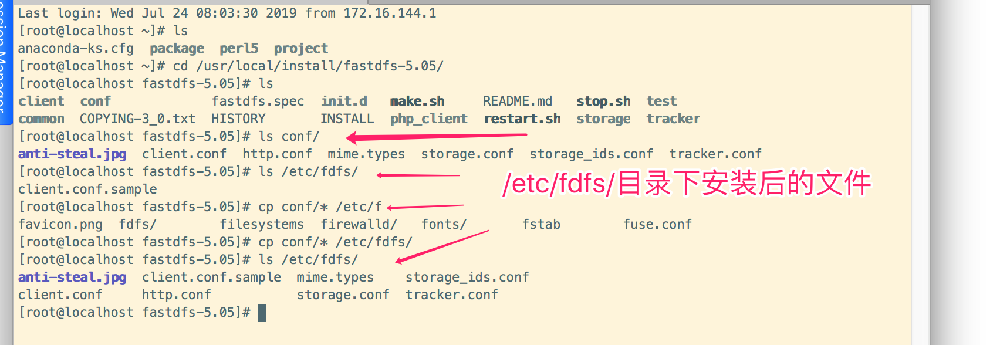 ession Manager
Last login: Wed Jul 24 08:03:30 2019 from 172.16.144.1
[root@localhost ~]# ls
anaconda-ks.cfg  package  perl5  project
[root@localhost ~]# cd /usr/local/install/fastdfs-5.05/
[root@localhost fastdfs-5.05]# ls
client  conf             fastdfs.spec  init.d   make.sh     README.md   stop.sh  test
common  COPYING-3_0.txt  HISTORY       INSTALL  php_client  restart.sh  storage  tracker
[root@localhost fastdfs-5.05]# ls conf/
anti-steal.jpg  client.conf  http.conf  mime.types  storage.conf  storage_ids.conf  tracker.conf
[root@localhost fastdfs-5.05]# ls /etc/fdfs/
/etc/fdfs/目录下安装后的文件
client.conf.sample
[root@localhost fastdfs-5.05]# cp conf/* /etc/f
favicon.png  fdfs/        filesystems  firewalld/   fonts/       fstab        fuse.conf
[root@localhost fastdfs-5.05]# cp conf/* /etc/fdfs/
[root@localhost fastdfs-5.05]# ls /etc/fdfs/
anti-steal.jpg  client.conf.sample  mime.types    storage_ids.conf
client.conf     http.conf           storage.conf  tracker.conf
[root@localhost fastdfs-5.05]#